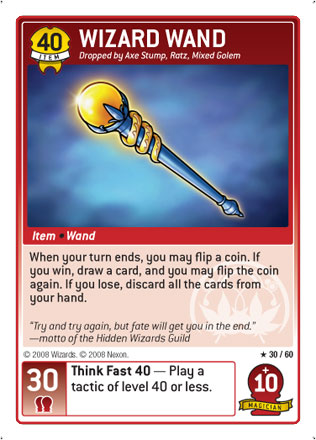 40
ITEM
WIZARD WAND
Dropped by Axe Stump, Ratz, Mixed Golem
Item • Wand
When your turn ends, you may flip a coin. If
you win, draw a card, and you may flip the coin
again. If you lose, discard all the cards from
your hand.
"Try and try again, but fate will get you in the end."
—motto of the Hidden Wizards Guild
© 2008 Wizards. © 2008 Nexon.
★ 30 / 60
30
Think Fast 40 — Play a
tactic of level 40 or less.
+
10
MAGICIAN